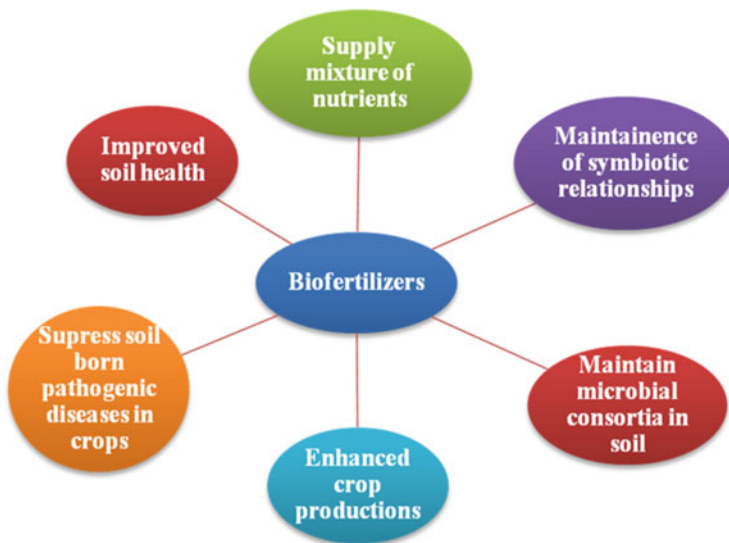 Supply
mixture of
nutrients
Improved
soil health
Maintainence
of symbiotic
relationships
Biofertilizers
Supress soil
born
pathogenic
diseases in
crops
Maintain
microbial
consortia in
soil
Enhanced
crop
productions